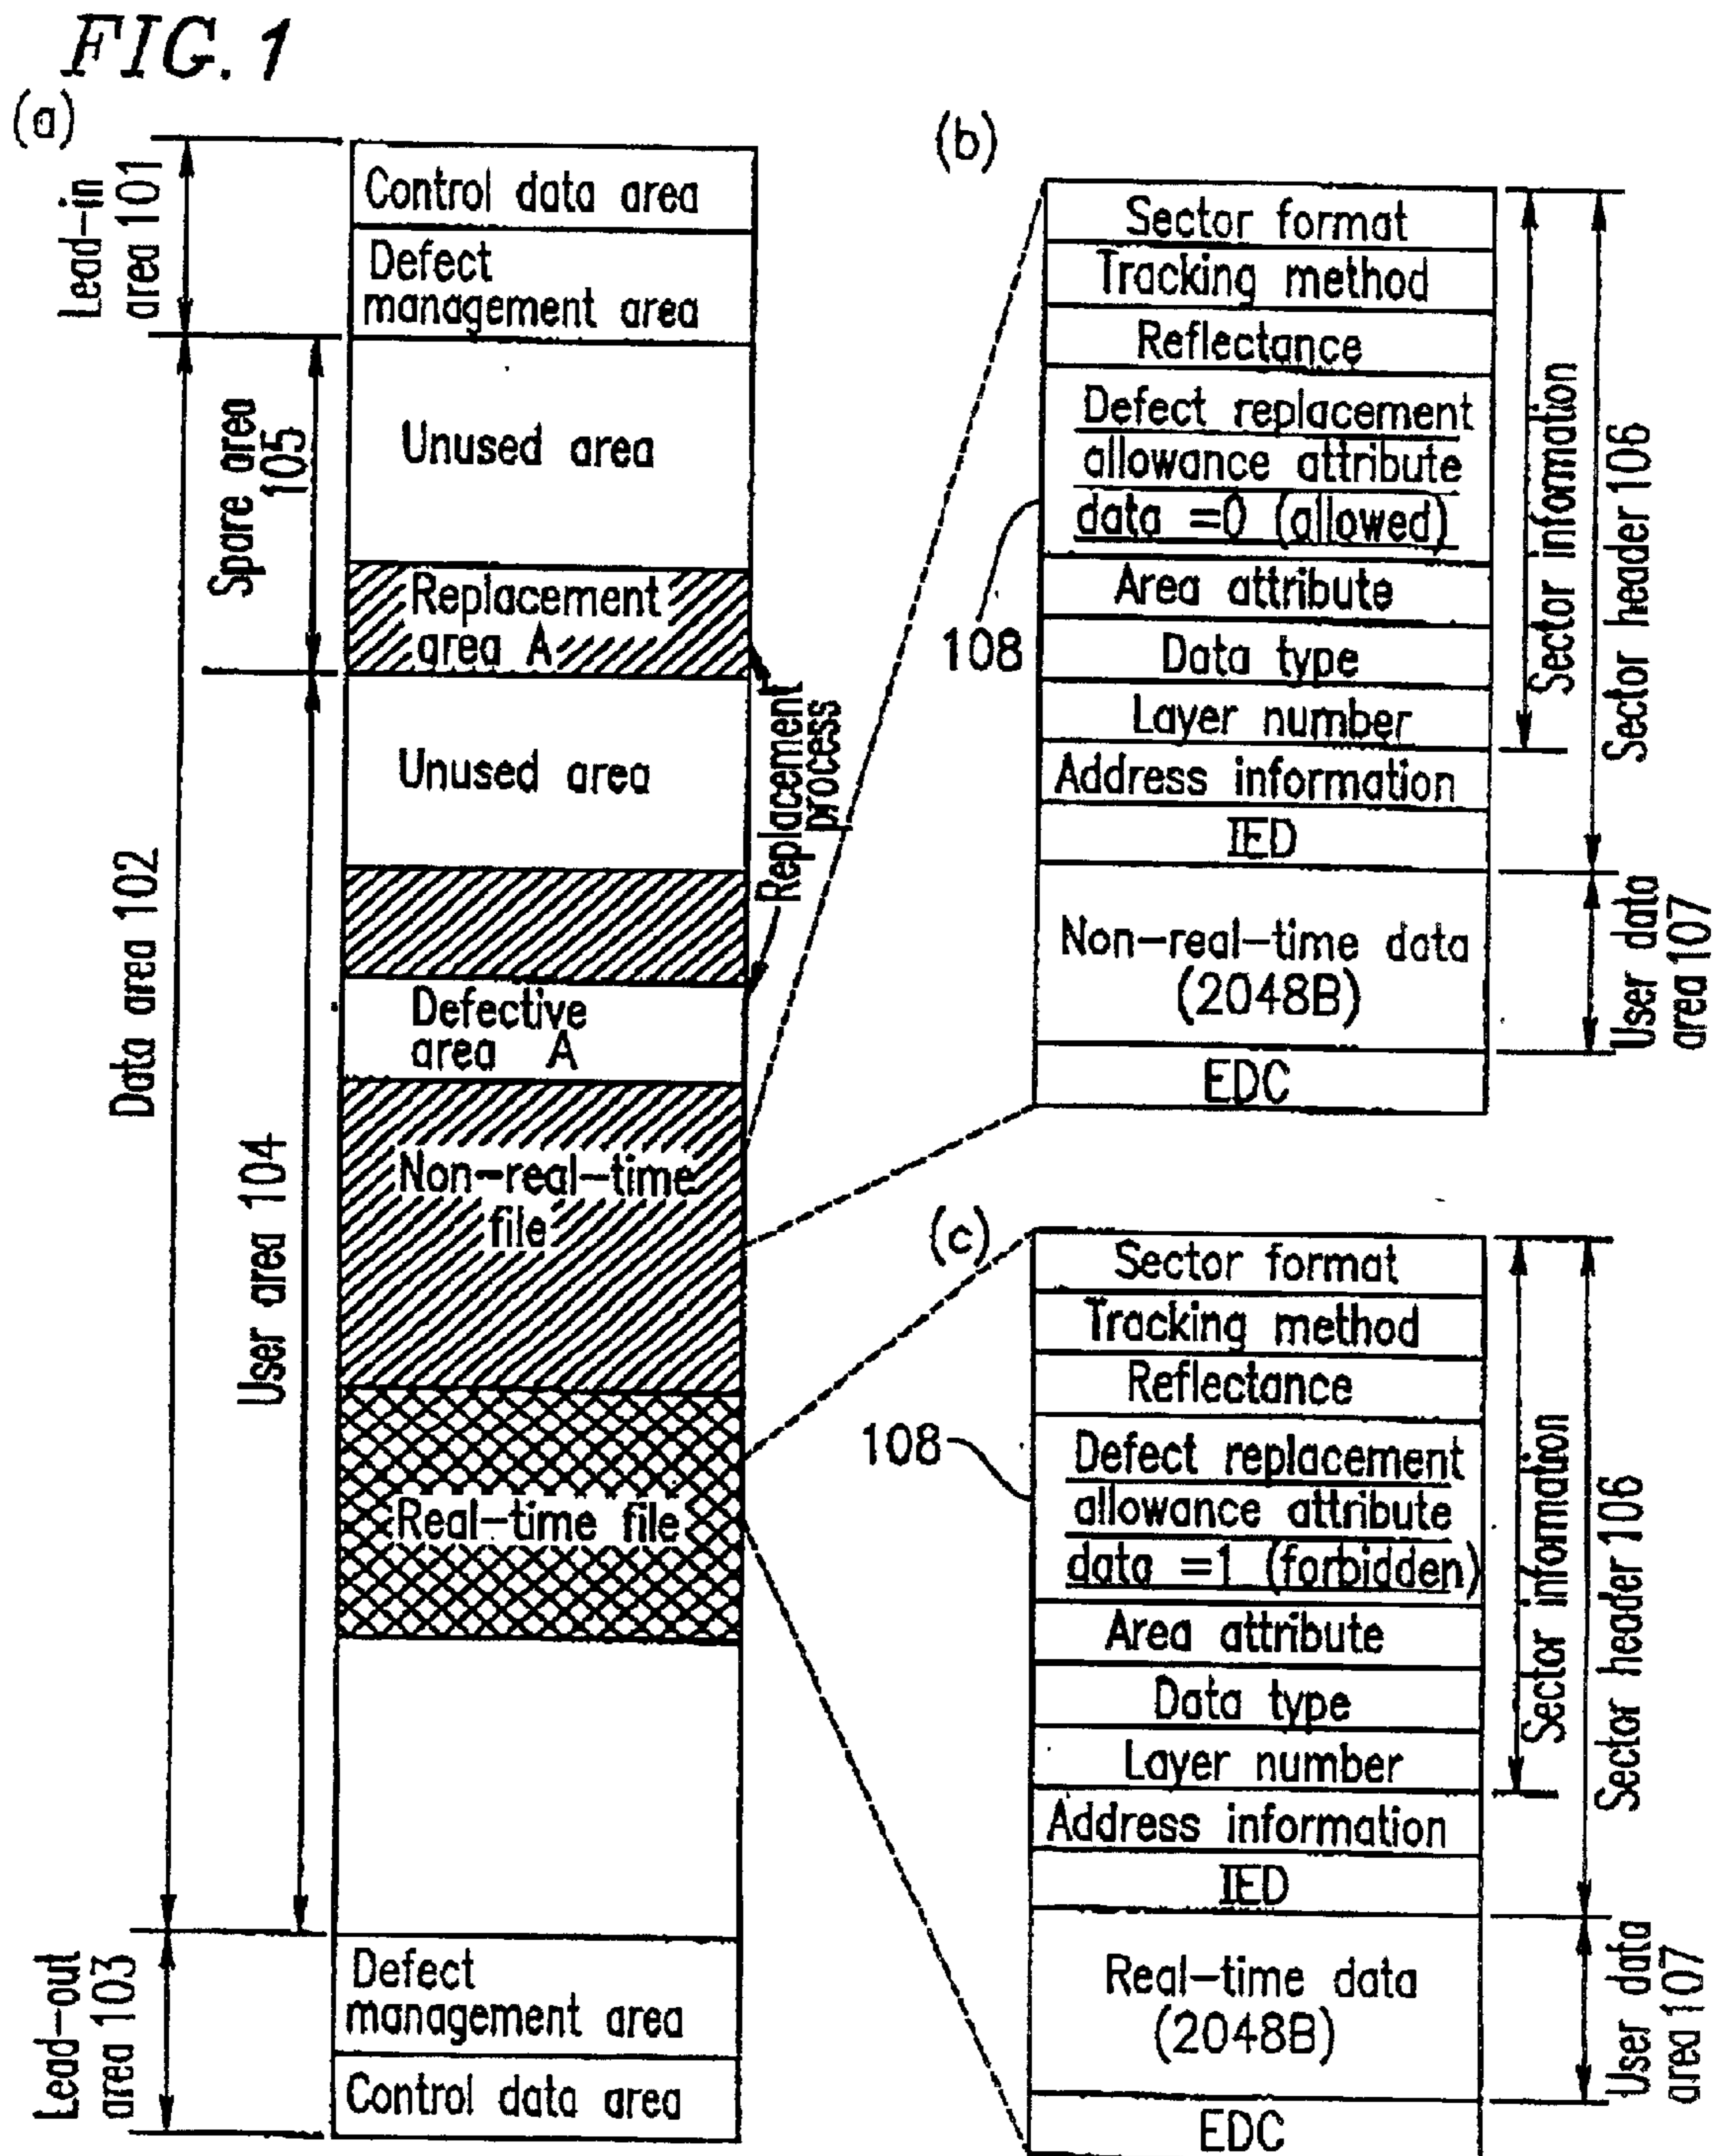 FIG. 1
(a)
Lead-in
area 101
Control data area
Defect
management area
Data area 102
Spare area
105
Unused area
Replacement
area A
User area 104
Unused area
Replacement
process
Defective
area A
Non-real-time
file
Real-time file
Lead-out
area 103
Defect
management area
Control data area
(b)
Sector format
Tracking method
Reflectance
Defect replacement
allowance attribute
data =0 (allowed)
108
Area attribute
Data type
Layer number
Address information
IED
Non-real-time data
(2048B)
EDC
Sector information
Sector header 106
User data
area 107
(c)
Sector format
Tracking method
Reflectance
108
Defect replacement
allowance attribute
data =1 (forbidden)
Area attribute
Data type
Layer number
Address information
IED
Real-time data
(2048B)
EDC
Sector infomation
Sector header 106
User data
area 107